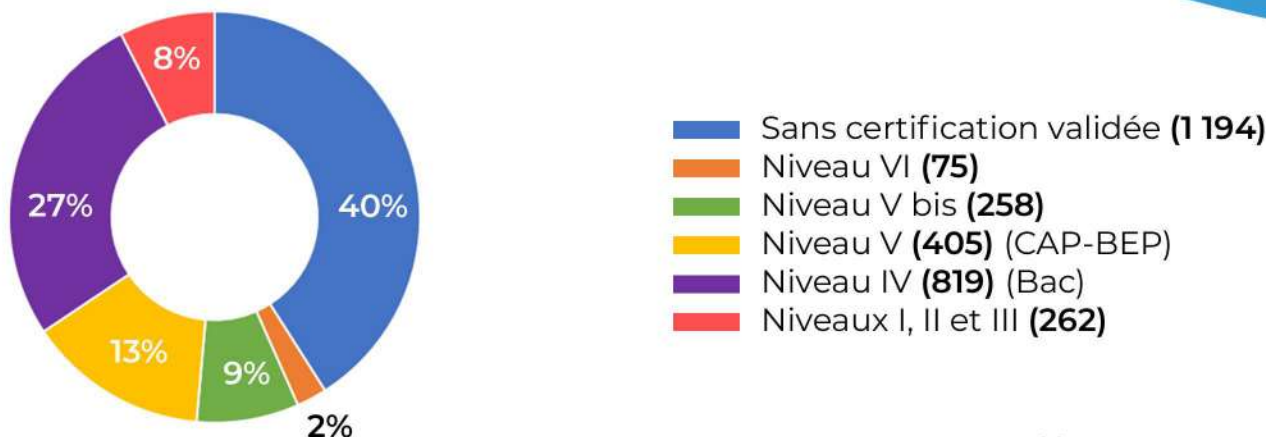 8%
27%
40%
13%
9%
2%
Sans certification validée (1 194)
Niveau VI (75)
Niveau V bis (258)
Niveau V (405) (CAP-BEP)
Niveau IV (819) (Bac)
Niveaux I, II et III (262)